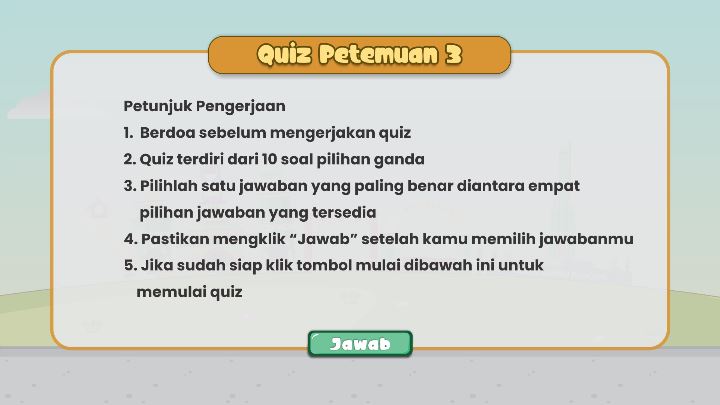 Quiz Petemuan 3
Petunjuk Pengerjaan
1. Berdoa sebelum mengerjakan quiz
2. Quiz terdiri dari 10 soal pilihan ganda
3. Pilihlah satu jawaban yang paling benar diantara empat
pilihan jawaban yang tersedia
4. Pastikan mengklik “Jawab” setelah kamu memilih jawabanmu
5. Jika sudah siap klik tombol mulai dibawah ini untuk
memulai quiz
Jawab